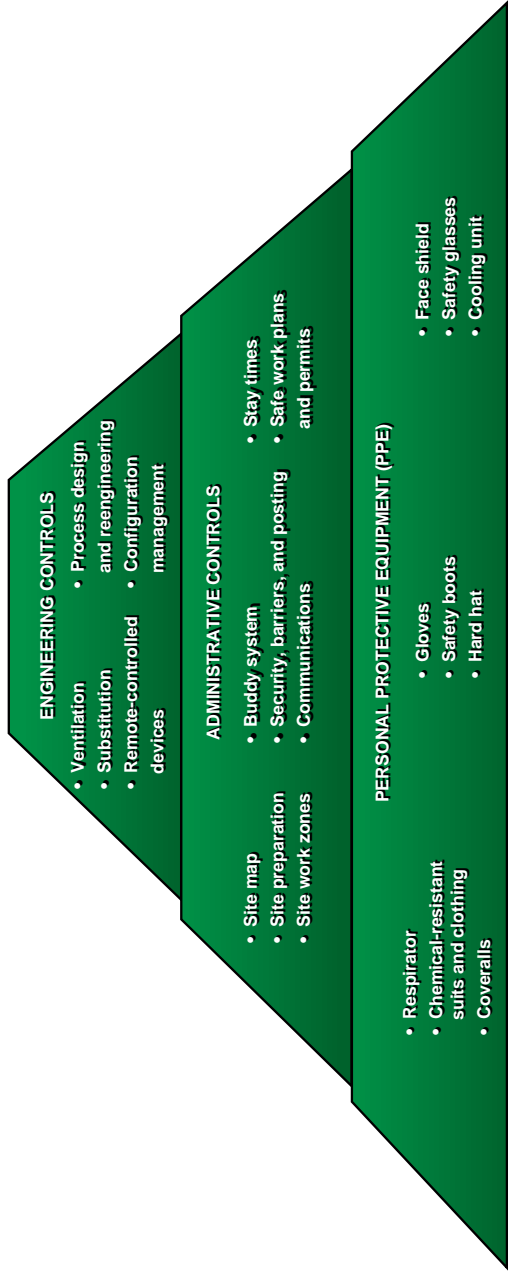 ENGINEERING CONTROLS
• Ventilation
• Substitution
• Remote-controlled
devices
• Process design
and reengineering
• Configuration
management
ADMINISTRATIVE CONTROLS
• Site map
• Site preparation
• Site work zones
• Buddy system
• Security, barriers, and posting
• Communications
• Stay times
• Safe work plans
and permits
PERSONAL PROTECTIVE EQUIPMENT (PPE)
• Respirator
• Chemical-resistant
suits and clothing
• Coveralls
• Gloves
• Safety boots
• Hard hat
• Face shield
• Safety glasses
• Cooling unit